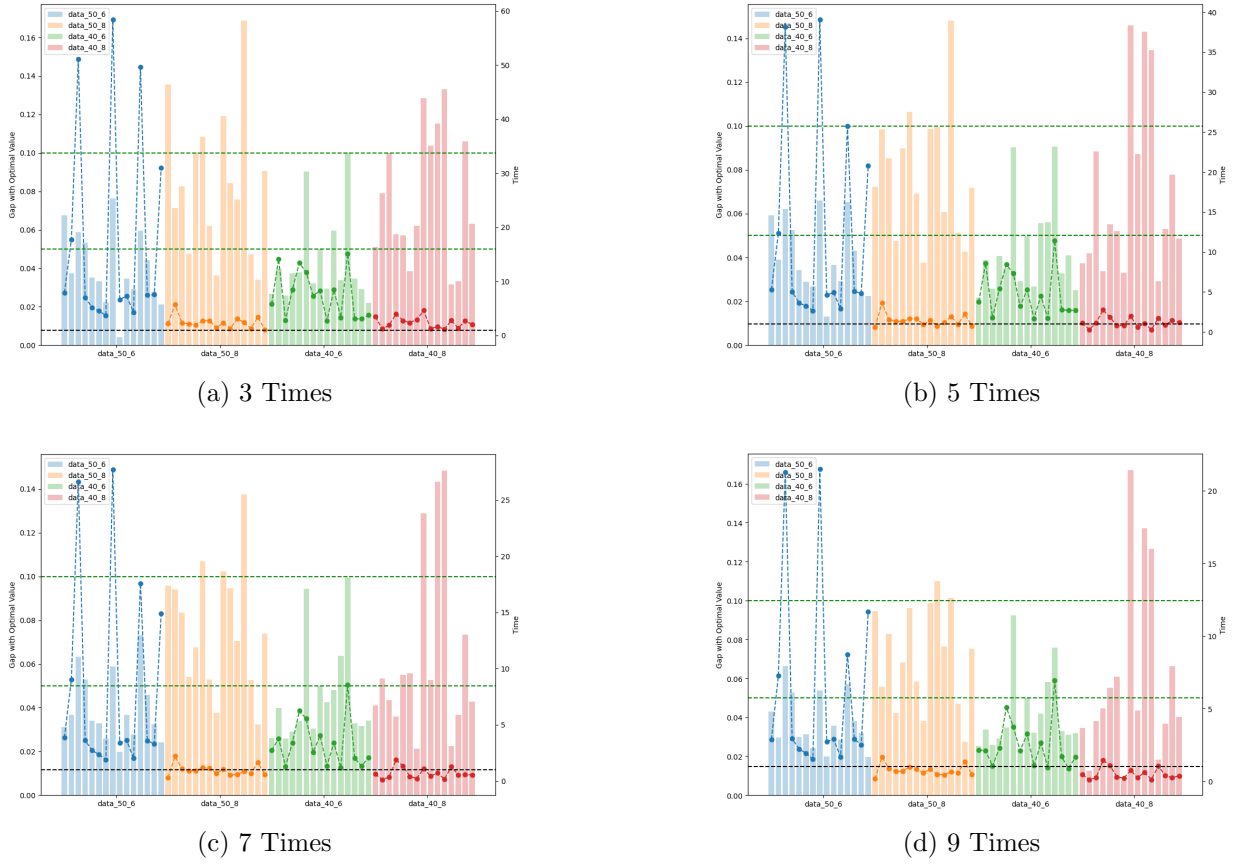 data_50_6
data_50_8
data_40_6
data_40_8
Gap with Optimal Value
0.16
0.14
0.12
0.10
0.08
0.06
0.04
0.02
0.00
60
50
40
30
20
10
0
Time
data_50_6 data_50_8 data_40_6 data_40_8
(a) 3 Times
data_50_6
data_50_8
data_40_6
data_40_8
Gap with Optimal Value
0.14
0.12
0.10
0.08
0.06
0.04
0.02
0.00
40
35
30
25
20
15
10
5
0
Time
data_50_6 data_50_8 data_40_6 data_40_8
(b) 5 Times
data_50_6
data_50_8
data_40_6
data_40_8
Gap with Optimal Value
0.14
0.12
0.10
0.08
0.06
0.04
0.02
0.00
25
20
15
10
5
0
Time
data_50_6 data_50_8 data_40_6 data_40_8
(c) 7 Times
data_50_6
data_50_8
data_40_6
data_40_8
Gap with Optimal Value
0.16
0.14
0.12
0.10
0.08
0.06
0.04
0.02
0.00
20
15
10
5
0
Time
data_50_6 data_50_8 data_40_6 data_40_8
(d) 9 Times